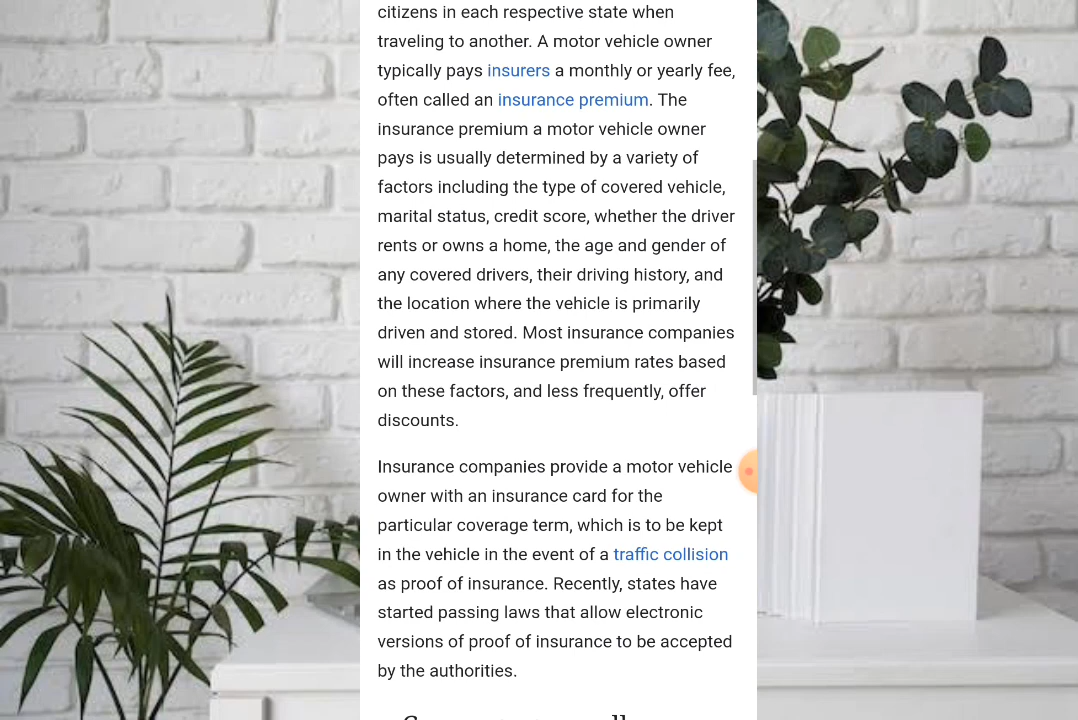 citizens in each respective state when
traveling to another. A motor vehicle owner
typically pays insurers a monthly or yearly fee,
often called an insurance premium. The
insurance premium a motor vehicle owner
pays is usually determined by a variety of
factors including the type of covered vehicle,
marital status, credit score, whether the driver
rents or owns a home, the age and gender of
any covered drivers, their driving history, and
the location where the vehicle is primarily
driven and stored. Most insurance companies
will increase insurance premium rates based
on these factors, and less frequently, offer
discounts.
Insurance companies provide a motor vehicle
owner with an insurance card for the
particular coverage term, which is to be kept
in the vehicle in the event of a traffic collision
as proof of insurance. Recently, states have
started passing laws that allow electronic
versions of proof of insurance to be accepted
by the authorities.